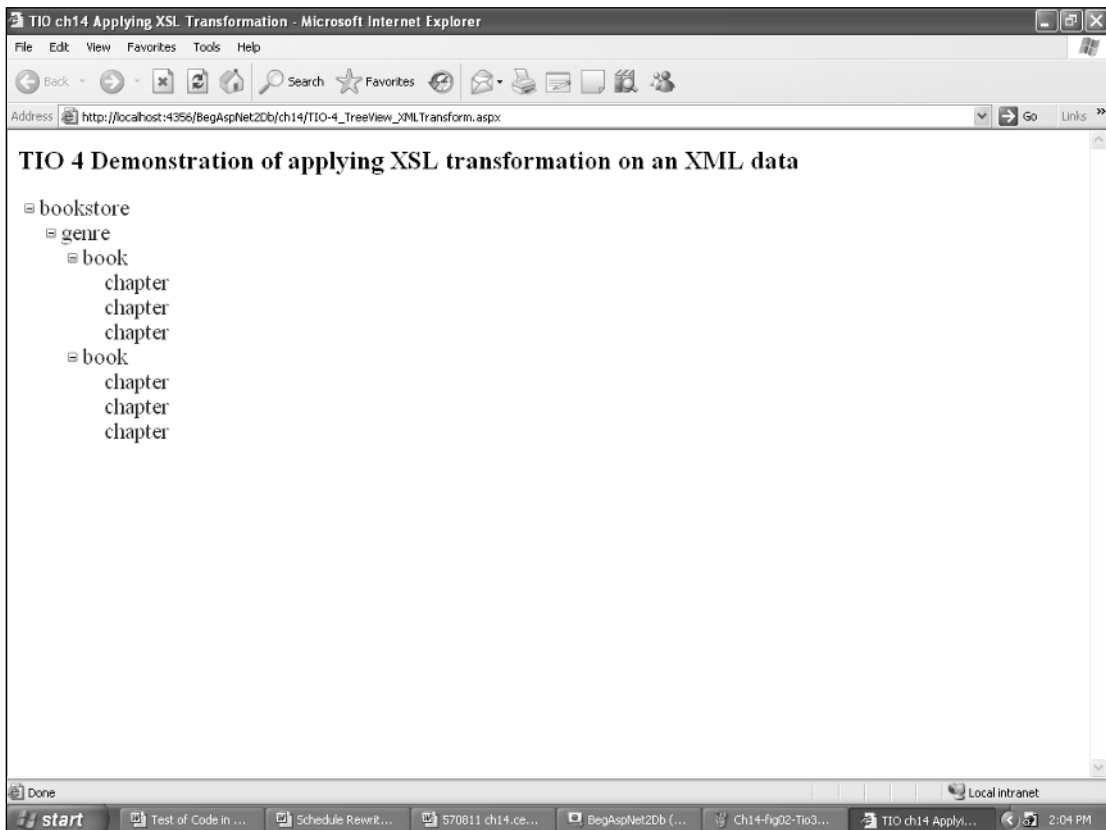 TIO ch14 Applying XSL Transformation - Microsoft Internet Explorer
File Edit View Favorites Tools Help
Back Search Favorites
Address http://localhost:4356/BegAspNet2Db/ch14/TIO-4_TreeView_XMLTransform.aspx Go Links »
TIO 4 Demonstration of applying XSL transformation on an XML data
bookstore
genre
book
chapter
chapter
chapter
book
chapter
chapter
chapter
Done Local intranet
start Test of Code in ... Schedule Rewrit... 570811 ch14.ce... BegAspNet2Db (... Ch14-fig02-Tio3... TIO ch14 Applyi... 2:04 PM